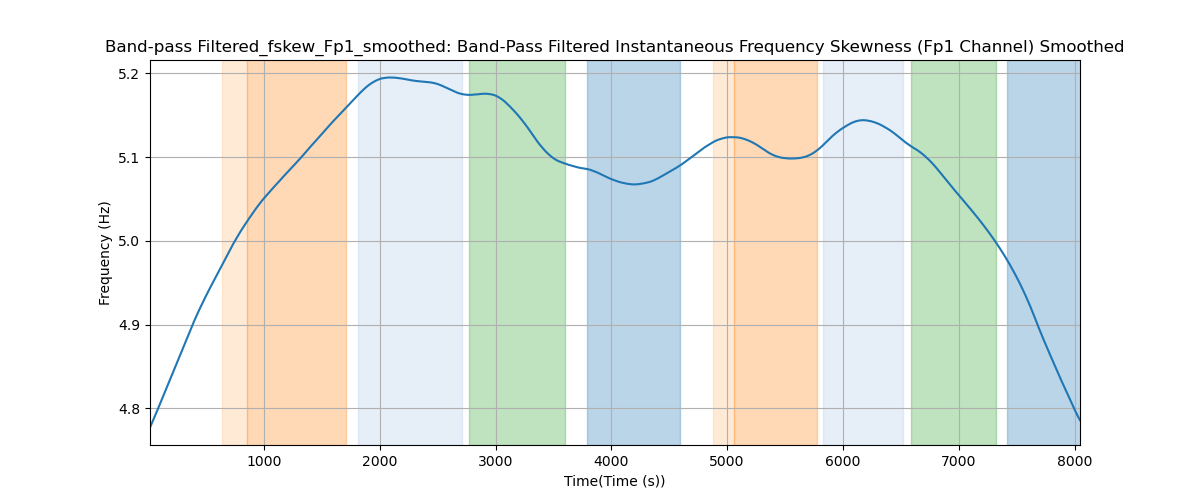 Band-pass Filtered_fskew_Fp1_smoothed: Band-Pass Filtered Instantaneous Frequency Skewness (Fp1 Channel) Smoothed
5.2
5.1
5.0
4.9
4.8
Frequency (Hz)
1000 2000 3000 4000 5000 6000 7000 8000
Time(Time (s))